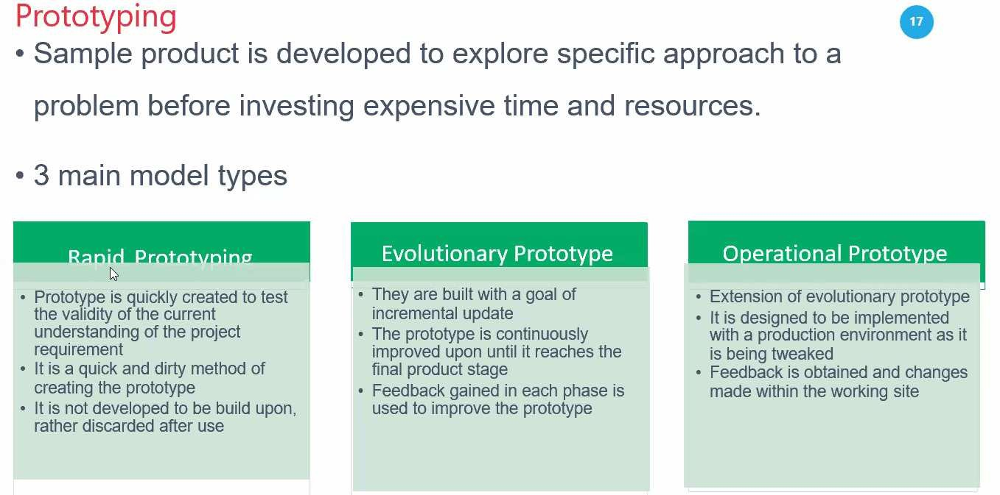 Prototyping
17
• Sample product is developed to explore specific approach to a
problem before investing expensive time and resources.
• 3 main model types
Rapid Prototyping
• Prototype is quickly created to test
the validity of the current
understanding of the project
requirement
• It is a quick and dirty method of
creating the prototype
• It is not developed to be build upon,
rather discarded after use
Evolutionary Prototype
• They are built with a goal of
incremental update
• The prototype is continuously
improved upon until it reaches the
final product stage
• Feedback gained in each phase is
used to improve the prototype
Operational Prototype
• Extension of evolutionary prototype
• It is designed to be implemented
with a production environment as it
is being tweaked
• Feedback is obtained and changes
made within the working site